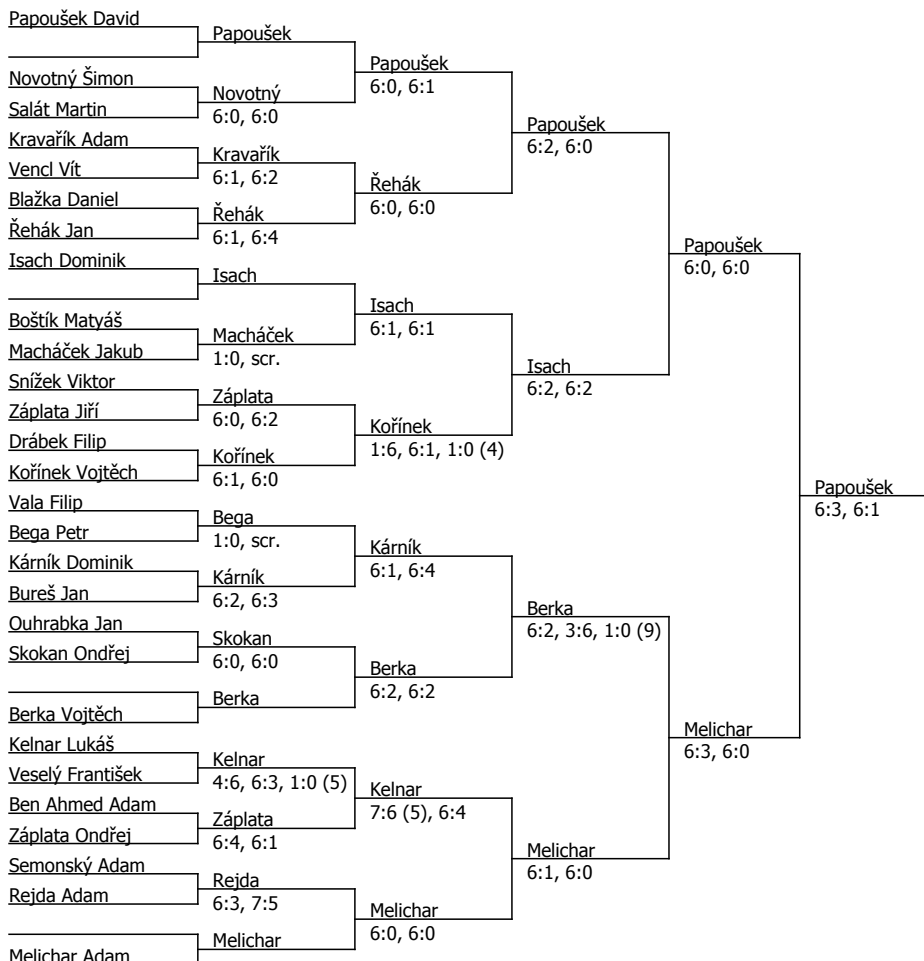 Papoušek David
Papoušek
Papoušek
6:0, 6:1
Novotný Šimon
Novotný
6:0, 6:0
Salát Martin
Papoušek
6:2, 6:0
Kravařík Adam
Kravařík
6:1, 6:2
Vencl Vít
Řehák
6:0, 6:0
Blažka Daniel
Řehák
6:1, 6:4
Řehák Jan
Papoušek
6:0, 6:0
Isach Dominik
Isach
Isach
6:1, 6:1
Boštík Matyáš
Macháček
1:0, scr.
Macháček Jakub
Isach
6:2, 6:2
Snížek Viktor
Záplata
6:0, 6:2
Záplata Jiří
Kořínek
1:6, 6:1, 1:0 (4)
Drábek Filip
Kořínek
6:1, 6:0
Kořínek Vojtěch
Papoušek
6:3, 6:1
Vala Filip
Bega
1:0, scr.
Bega Petr
Kárník
6:1, 6:4
Kárník Dominik
Kárník
6:2, 6:3
Bureš Jan
Berka
6:2, 3:6, 1:0 (9)
Ouhrabka Jan
Skokan
6:0, 6:0
Skokan Ondřej
Berka
6:2, 6:2
Berka
Berka Vojtěch
Melichar
6:3, 6:0
Kelnar Lukáš
Kelnar
4:6, 6:3, 1:0 (5)
Veselý František
Kelnar
7:6 (5), 6:4
Ben Ahmed Adam
Záplata
6:4, 6:1
Záplata Ondřej
Melichar
6:1, 6:0
Semonský Adam
Rejda
6:3, 7:5
Rejda Adam
Melichar
6:0, 6:0
Melichar
Melichar Adam